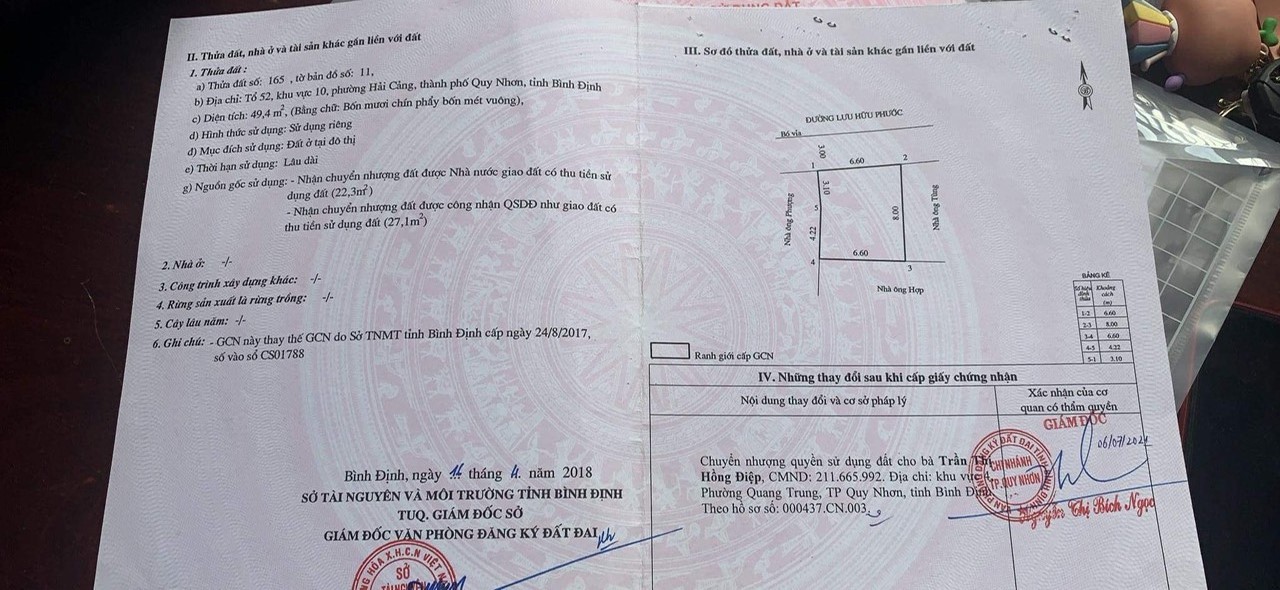 II. Thửa đất, nhà ở và tài sản khác gắn liền với đất
1. Thửa đất :
a) Thửa đất số: 165 , tờ bản đồ số: 11,
b) Địa chỉ: Tổ 52, khu vực 10, phường Hải Cảng, thành phố Quy Nhơn, tỉnh Bình Định
c) Diện tích: 49,4 m², (Bằng chữ: Bốn mươi chín phẩy bốn mét vuông),
d) Hình thức sử dụng: Sử dụng riêng
đ) Mục đích sử dụng: Đất ở tại đô thị
e) Thời hạn sử dụng: Lâu dài
g) Nguồn gốc sử dụng: - Nhận chuyển nhượng đất được Nhà nước giao đất có thu tiền sử
dụng đất (22,3m²)
- Nhận chuyển nhượng đất được công nhận QSDĐ như giao đất có
thu tiền sử dụng đất (27,1m²)
2. Nhà ở: -/-
3. Công trình xây dựng khác: -/-
4. Rừng sản xuất là rừng trồng: -/-
5. Cây lâu năm: -/-
6. Ghi chú: - GCN này thay thế GCN do Sở TNMT tỉnh Bình Định cấp ngày 24/8/2017,
số vào sổ CS01788
Bình Định, ngày 14 tháng 4. năm 2018
SỞ TÀI NGUYÊN VÀ MÔI TRƯỜNG TỈNH BÌNH ĐỊNH
TUQ. GIÁM ĐỐC SỞ
GIÁM ĐỐC VĂN PHÒNG ĐĂNG KÝ ĐẤT ĐAI
HÒA X.H.C.N VIỆT
SỞ
III. Sơ đồ thửa đất, nhà ở và tài sản khác gắn liền với đất
ĐƯỜNG LƯU HỮU PHƯỚC
Bó vỉa
3.00
1
6.60
2
3.10
Nhà ông Phượng
5
8.00
Nhà ông Tùng
4.22
6.60
4
3
Nhà ông Hợp
BẢNG KÊ
Số hiệu đỉnh thửa Khoảng cách (m)
1-2 6.60
2-3 8.00
3-4 6.60
4-5 4.22
5-1 3.10
Ranh giới cấp GCN
IV. Những thay đổi sau khi cấp giấy chứng nhận
Nội dung thay đổi và cơ sở pháp lý
Xác nhận của cơ
quan có thẩm quyền
GIÁM ĐỐC
06/07/2021
Chuyển nhượng quyền sử dụng đất cho bà Trần Thị
Hồng Điệp, CMND: 211.665.992. Địa chỉ: khu vực 4,
Phường Quang Trung, TP Quy Nhơn, tỉnh Bình Định
Theo hồ sơ số: 000437.CN.003
CHI NHÁNH
TP.QUY NHƠN
Nguyễn Thị Bích Ngọc